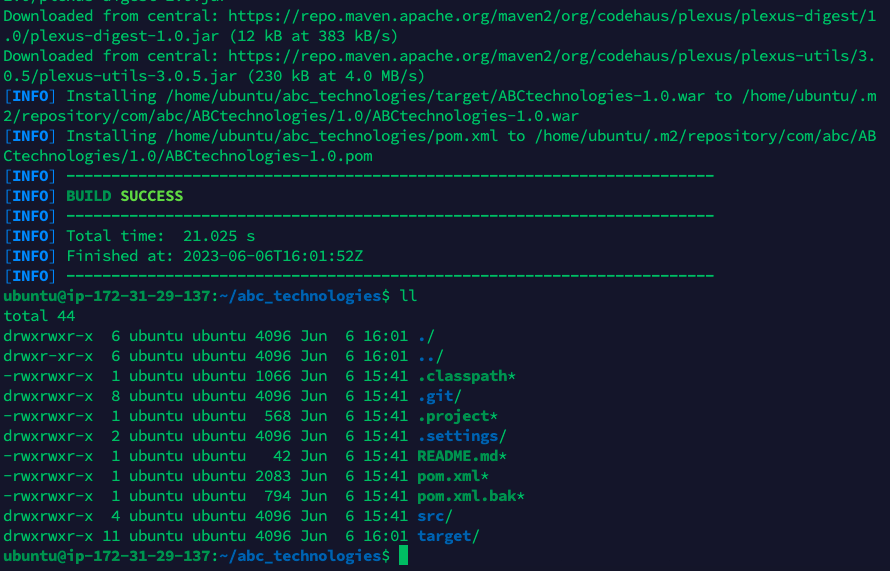 Downloaded from central: https://repo.maven.apache.org/maven2/org/codehaus/plexus/plexus-digest/1
.0/plexus-digest-1.0.jar (12 kB at 383 kB/s)
Downloaded from central: https://repo.maven.apache.org/maven2/org/codehaus/plexus/plexus-utils/3.
0.5/plexus-utils-3.0.5.jar (230 kB at 4.0 MB/s)
[INFO] Installing /home/ubuntu/abc_technologies/target/ABCtechnologies-1.0.war to /home/ubuntu/.m
2/repository/com/abc/ABCtechnologies/1.0/ABCtechnologies-1.0.war
[INFO] Installing /home/ubuntu/abc_technologies/pom.xml to /home/ubuntu/.m2/repository/com/abc/AB
Ctechnologies/1.0/ABCtechnologies-1.0.pom
[INFO] ------------------------------------------------------------------------
[INFO] BUILD SUCCESS
[INFO] ------------------------------------------------------------------------
[INFO] Total time:  21.025 s
[INFO] Finished at: 2023-06-06T16:01:52Z
[INFO] ------------------------------------------------------------------------
ubuntu@ip-172-31-29-137:~/abc_technologies$ ll
total 44
drwxrwxr-x  6 ubuntu ubuntu 4096 Jun  6 16:01 ./
drwxr-xr-x  6 ubuntu ubuntu 4096 Jun  6 16:01 ../
-rwxrwxr-x  1 ubuntu ubuntu 1066 Jun  6 15:41 .classpath*
drwxrwxr-x  8 ubuntu ubuntu 4096 Jun  6 15:41 .git/
-rwxrwxr-x  1 ubuntu ubuntu  568 Jun  6 15:41 .project*
drwxrwxr-x  2 ubuntu ubuntu 4096 Jun  6 15:41 .settings/
-rwxrwxr-x  1 ubuntu ubuntu   42 Jun  6 15:41 README.md*
-rwxrwxr-x  1 ubuntu ubuntu 2083 Jun  6 15:41 pom.xml*
-rwxrwxr-x  1 ubuntu ubuntu  794 Jun  6 15:41 pom.xml.bak*
drwxrwxr-x  4 ubuntu ubuntu 4096 Jun  6 15:41 src/
drwxrwxr-x 11 ubuntu ubuntu 4096 Jun  6 16:01 target/
ubuntu@ip-172-31-29-137:~/abc_technologies$